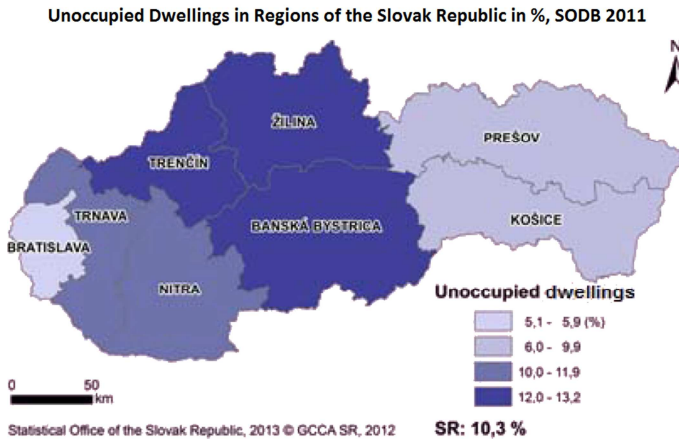 Unoccupied Dwellings in Regions of the Slovak Republic in %, SODB 2011
N
ŽILINA
PREŠOV
TRENČÍN
TRNAVA
KOŠICE
BANSKÁ BYSTRICA
BRATISLAVA
NITRA
Unoccupied dwellings
5,1 - 5,9 (%)
6,0 - 9,9
10,0 - 11,9
12,0 - 13,2
0 50
km
Statistical Office of the Slovak Republic, 2013 © GCCA SR, 2012
SR: 10,3 %